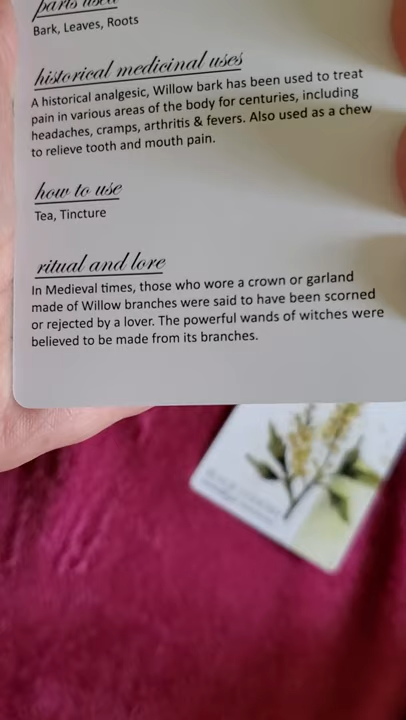 parts used
Bark, Leaves, Roots
historical medicinal uses
A historical analgesic, Willow bark has been used to treat
pain in various areas of the body for centuries, including
headaches, cramps, arthritis & fevers. Also used as a chew
to relieve tooth and mouth pain.
how to use
Tea, Tincture
ritual and lore
In Medieval times, those who wore a crown or garland
made of Willow branches were said to have been scorned
or rejected by a lover. The powerful wands of witches were
believed to be made from its branches.